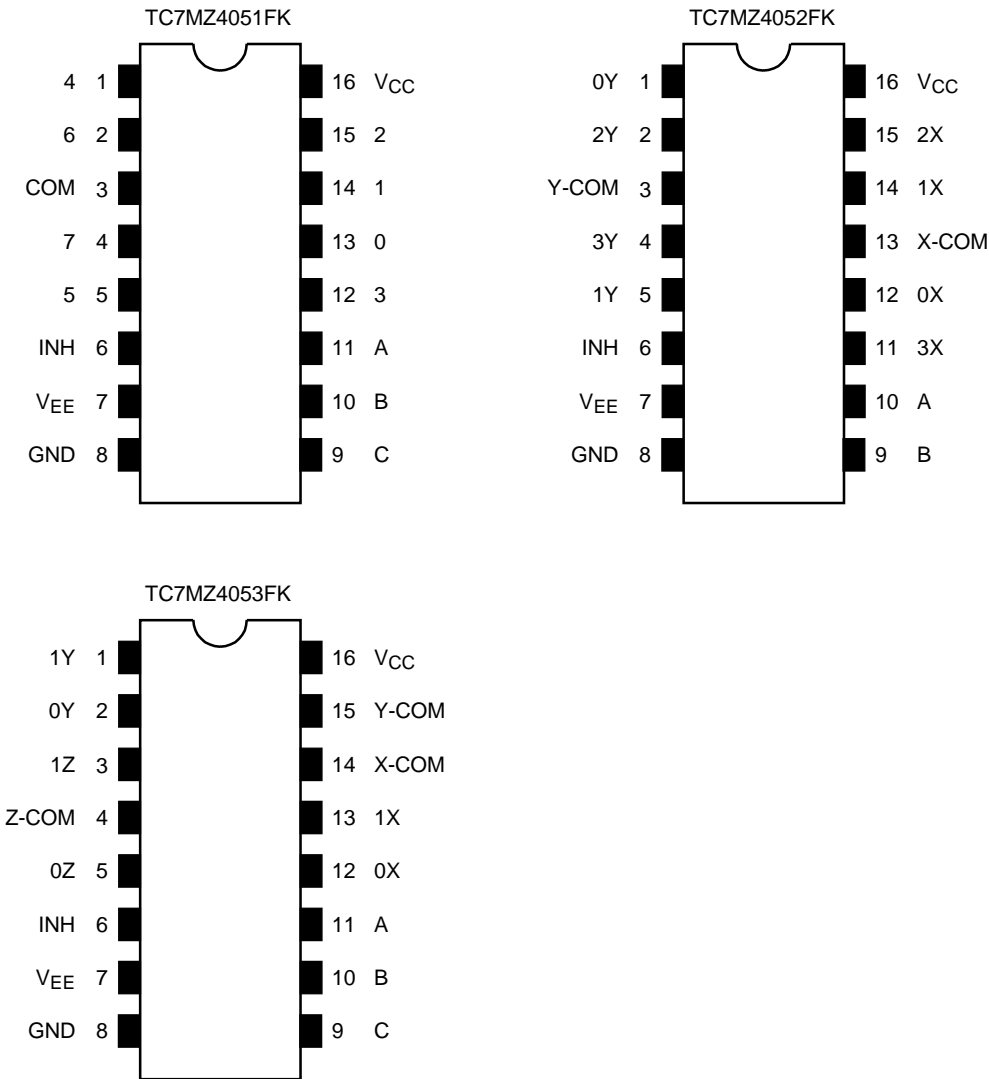 TC7MZ4051FK
4 1 16 VCC
6 2 15 2
COM 3 14 1
7 4 13 0
5 5 12 3
INH 6 11 A
VEE 7 10 B
GND 8 9 C
TC7MZ4052FK
0Y 1 16 VCC
2Y 2 15 2X
Y-COM 3 14 1X
3Y 4 13 X-COM
1Y 5 12 0X
INH 6 11 3X
VEE 7 10 A
GND 8 9 B
TC7MZ4053FK
1Y 1 16 VCC
0Y 2 15 Y-COM
1Z 3 14 X-COM
Z-COM 4 13 1X
0Z 5 12 0X
INH 6 11 A
VEE 7 10 B
GND 8 9 C